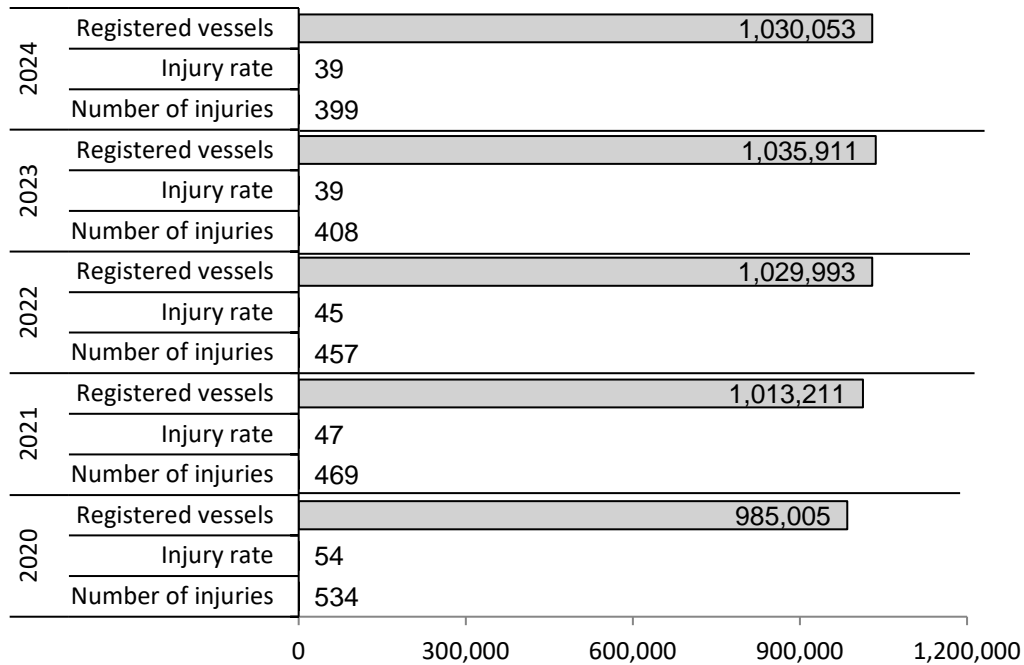 2024
Registered vessels 1,030,053
Injury rate 39
Number of injuries 399
2023
Registered vessels 1,035,911
Injury rate 39
Number of injuries 408
2022
Registered vessels 1,029,993
Injury rate 45
Number of injuries 457
2021
Registered vessels 1,013,211
Injury rate 47
Number of injuries 469
2020
Registered vessels 985,005
Injury rate 54
Number of injuries 534
0 300,000 600,000 900,000 1,200,000